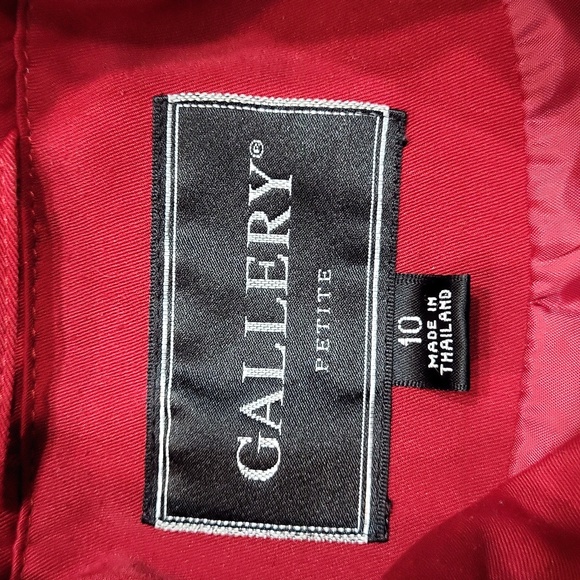 GALLERY®
PETITE
10
MADE IN
THAILAND